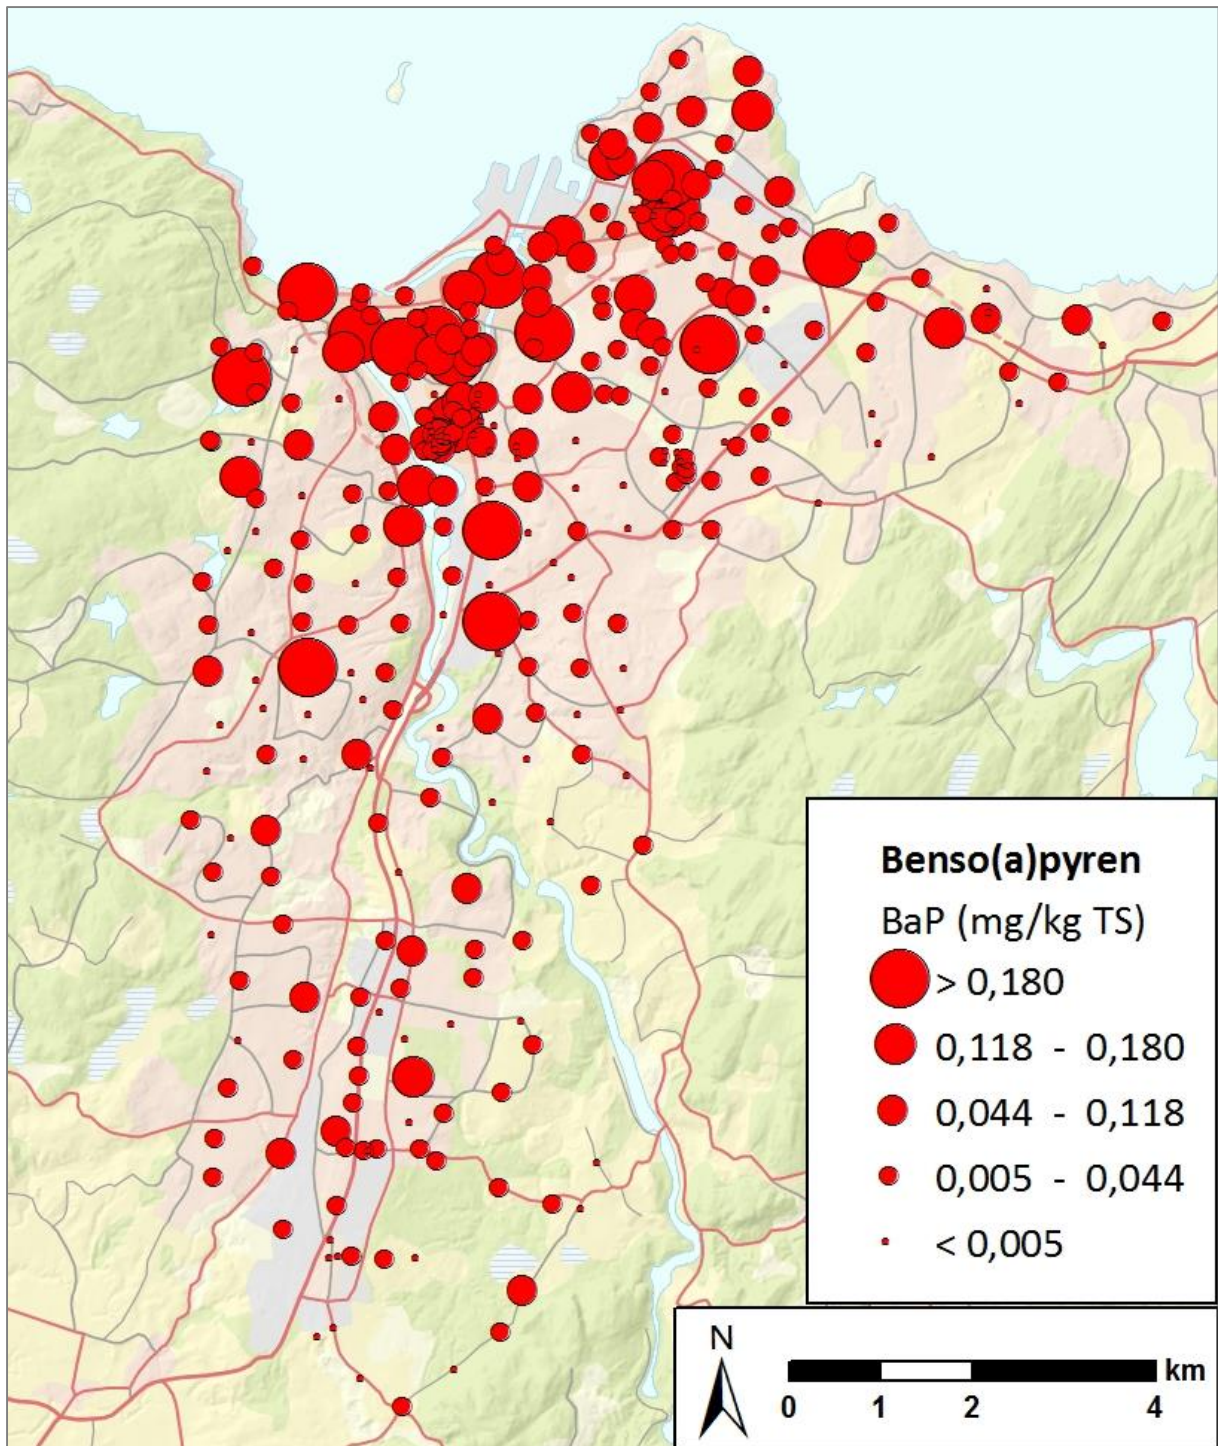 Benso(a)pyren
BaP (mg/kg TS)
> 0,180
0,118 - 0,180
0,044 - 0,118
0,005 - 0,044
< 0,005
N
km
0 1 2 4